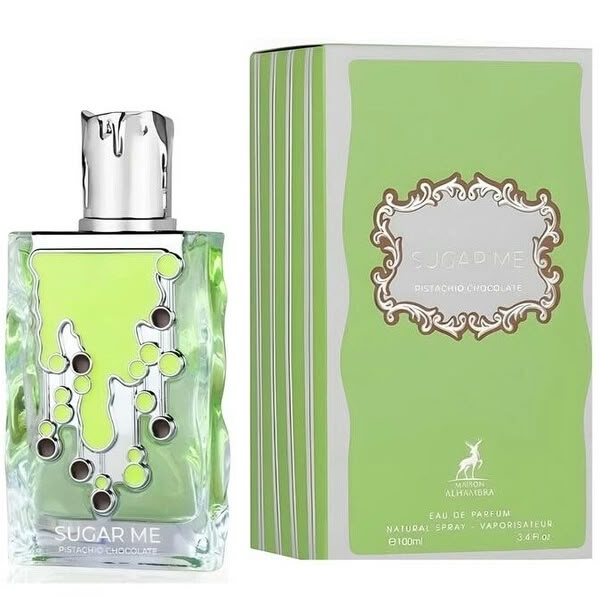 SUGAR ME
PISTACHIO CHOCOLATE
SUGAR ME
PISTACHIO CHOCOLATE
MAISON
ALHAMBRA
EAU DE PARFUM
NATURAL SPRAY - VAPORISATEUR
℮100ml 3.4 Fl oz